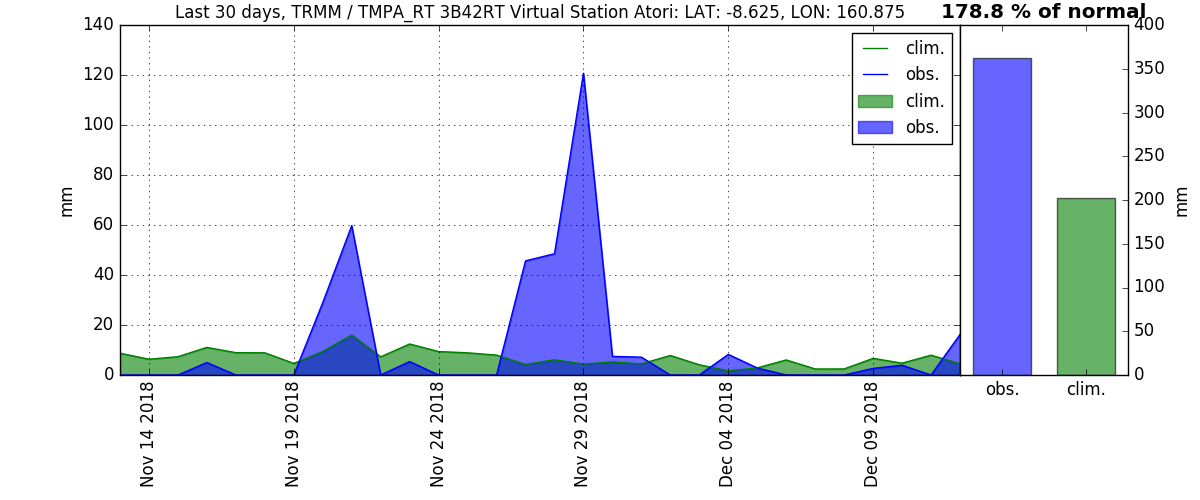 Last 30 days, TRMM / TMPA_RT 3B42RT Virtual Station Atori: LAT: -8.625, LON: 160.875
178.8 % of normal
mm
140
120
100
80
60
40
20
0
clim.
obs.
clim.
obs.
Nov 14 2018
Nov 19 2018
Nov 24 2018
Nov 29 2018
Dec 04 2018
Dec 09 2018
400
350
300
250
200
150
100
50
0
mm
obs.
clim.